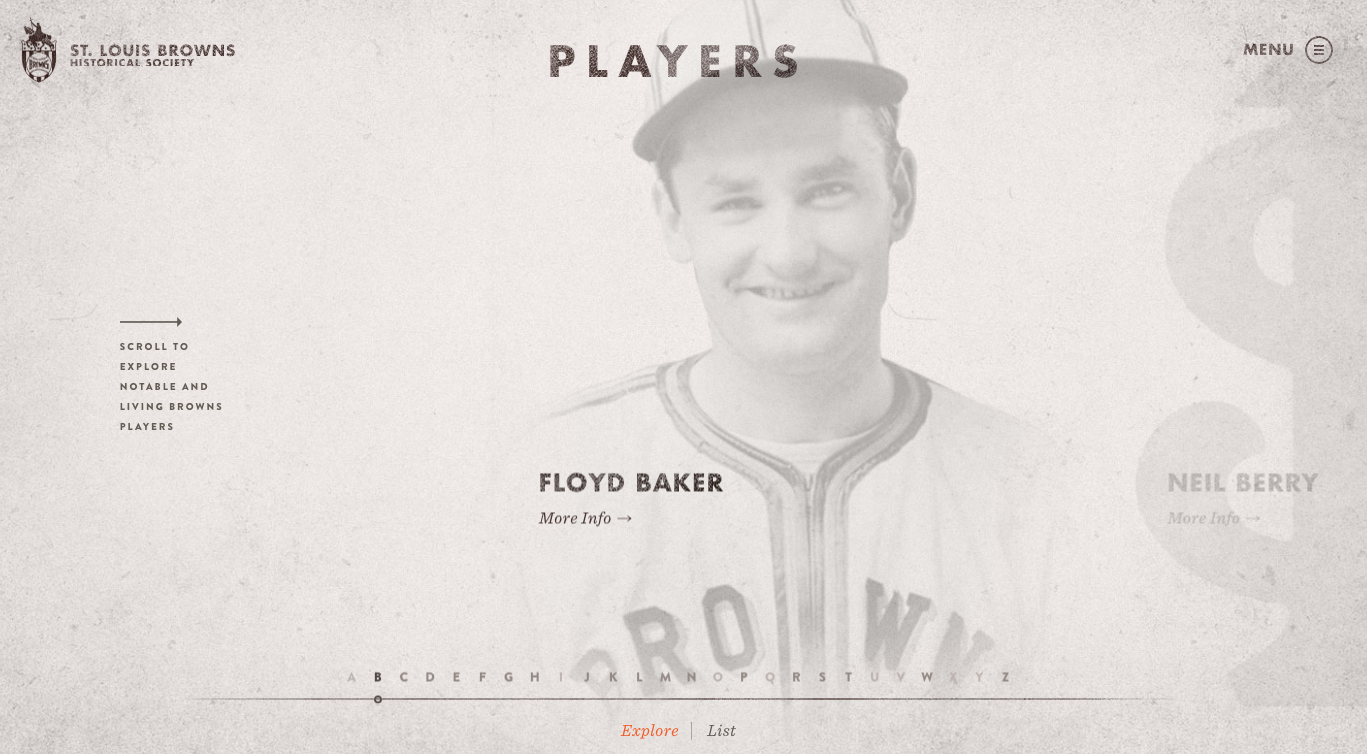 ST. LOUIS BROWNS
HISTORICAL SOCIETY
BROWNS
PLAYERS
MENU
SCROLL TO
EXPLORE
NOTABLE AND
LIVING BROWNS
PLAYERS
FLOYD BAKER
More Info →
NEIL BERRY
More Info →
BROWN
A B C D E F G H I J K L M N O P Q R S T U V W X Y Z
Explore | List